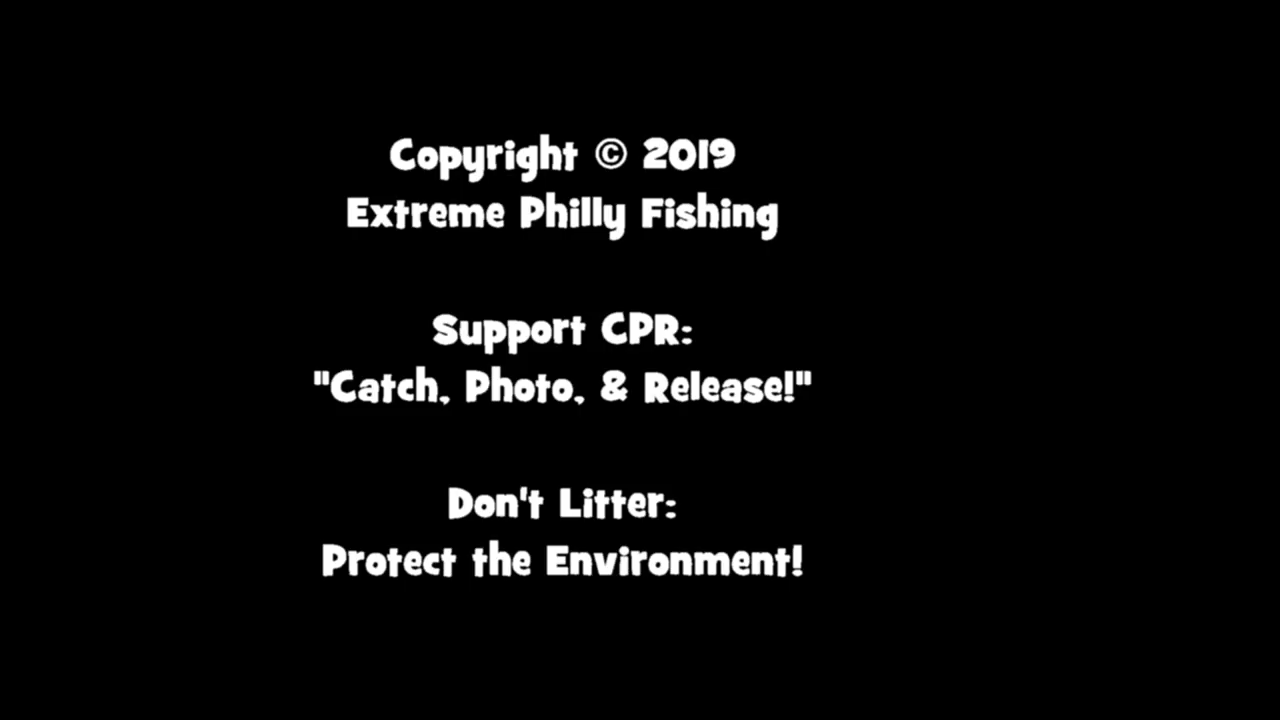 Copyright © 2019
Extreme Philly Fishing
Support CPR:
"Catch, Photo, & Release!"
Don't Litter:
Protect the Environment!